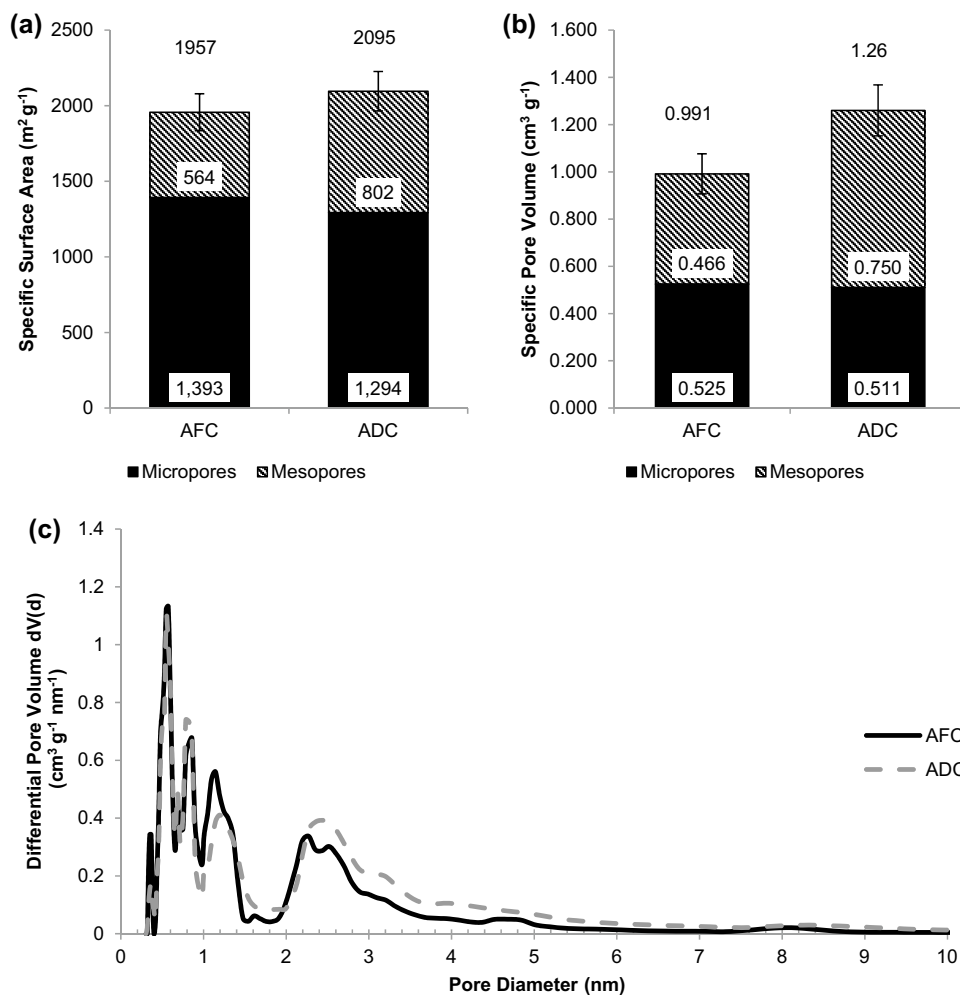 (a)
Specific Surface Area (m² g⁻¹)
2500
2000
1500
1000
500
0
1957
2095
564
802
1,393
1,294
AFC
ADC
Micropores
Mesopores
(b)
Specific Pore Volume (cm³ g⁻¹)
1.600
1.400
1.200
1.000
0.800
0.600
0.400
0.200
0.000
0.991
1.26
0.466
0.750
0.525
0.511
AFC
ADC
Micropores
Mesopores
(c)
Differential Pore Volume dV(d)
(cm³ g⁻¹ nm⁻¹)
1.4
1.2
1
0.8
0.6
0.4
0.2
0
AFC
ADC
0 1 2 3 4 5 6 7 8 9 10
Pore Diameter (nm)